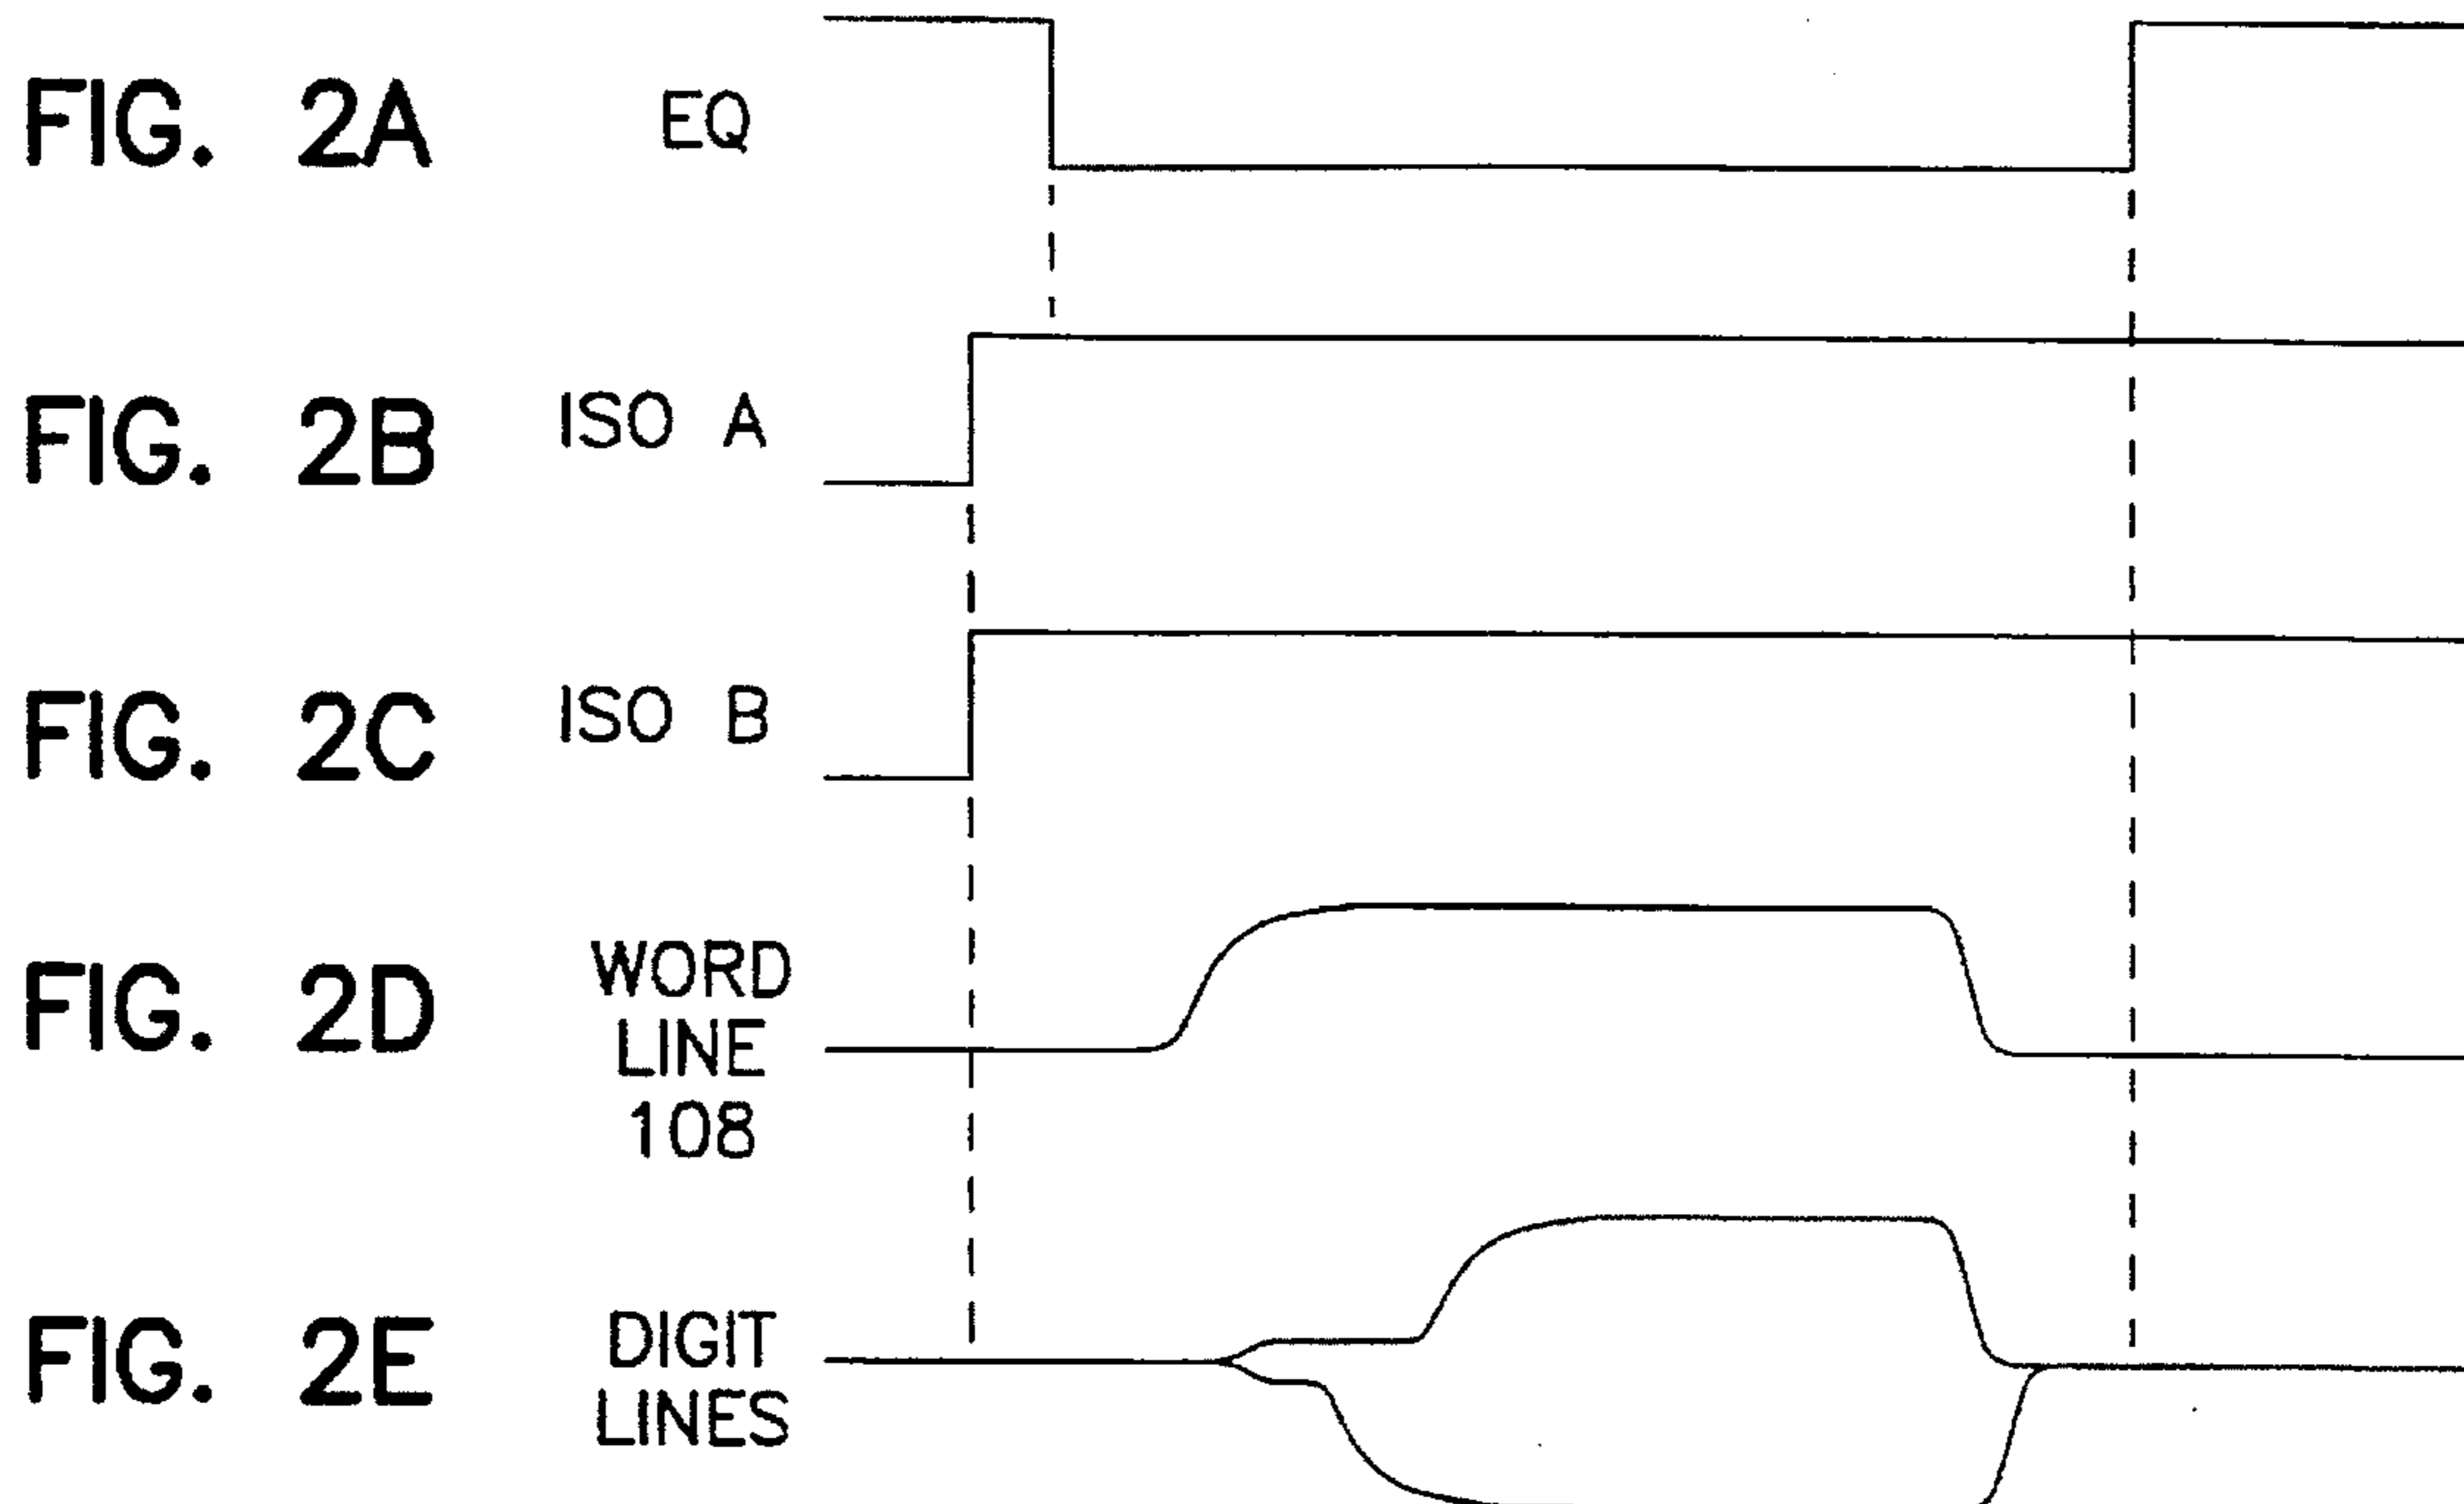 FIG. 2A EQ
FIG. 2B ISO A
FIG. 2C ISO B
FIG. 2D WORD
LINE
108
FIG. 2E DIGIT
LINES